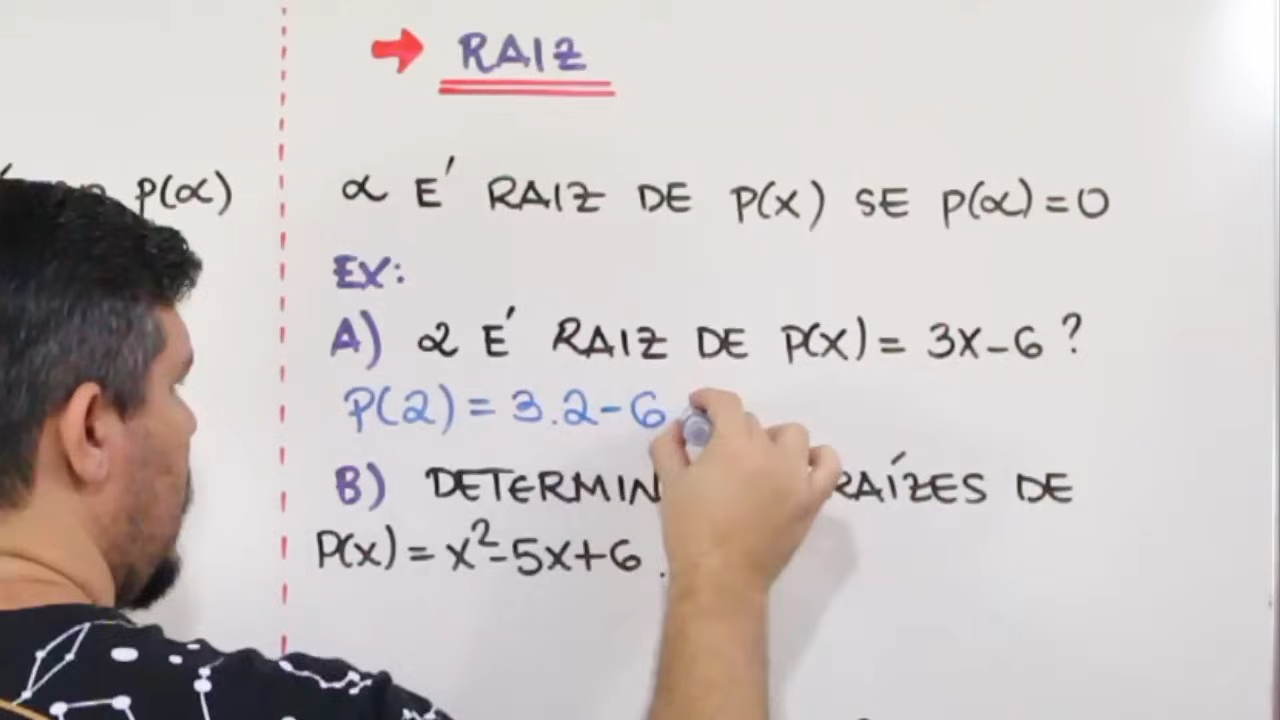 RAIZ
P(α)
α É RAIZ DE P(X) SE P(α)=0
EX:
A) 2 É RAIZ DE P(X)= 3X-6?
P(2)=3.2-6
B) DETERMIN RAÍZES DE
P(X)=X²-5X+6.